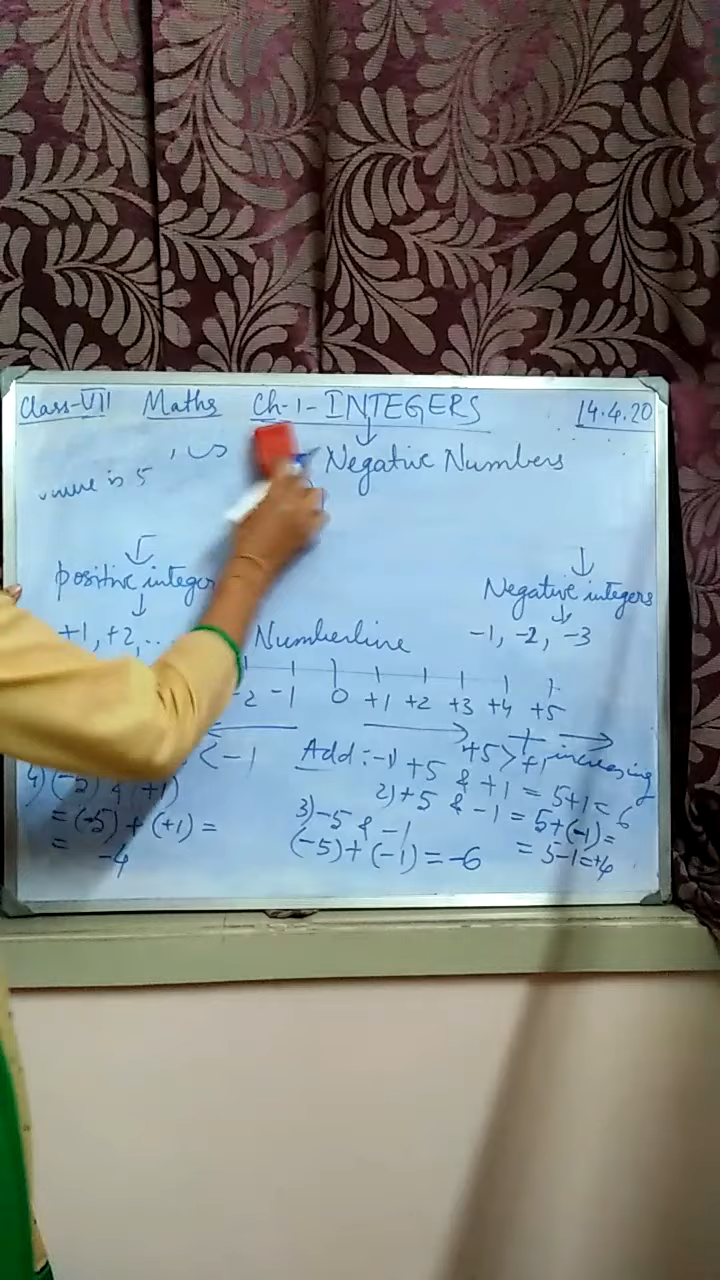 Class-VII Maths Ch-1- INTEGERS 14.4.20
Negative Numbers
is 5
positive integer
Negative integers
+1, +2, ..
Numberline
-1, -2, -3
-2 -1 0 +1 +2 +3 +4 +5
< -1
Add :- 1) +5 & +1 = 5+1 = 6
+5 > +1 increasing
2) +5 & -1 = 5+(-1) =
= 5-1 = +4
3) -5 & -1
(-5) + (-1) = -6
4) (-5) & (+1)
= (-5) + (+1) =
= -4